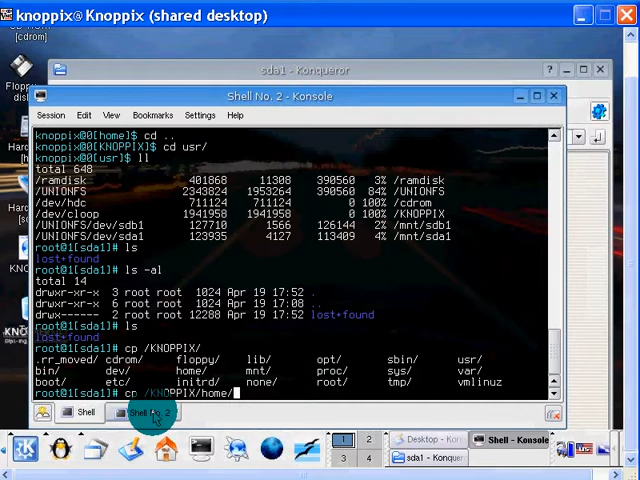 knoppix@ Knoppix (shared desktop)
[cdrom]
Flopp
disk
Hard
Hard
sda1 - Konqueror
Shell No. 2 - Konsole
Session Edit View Bookmarks Settings Help
knoppix@0[home]$ cd ..
knoppix@0[KNOPPIX]$ cd usr/
knoppix@0[usr]$ ll
total 648
/ramdisk 401868 11308 390560 3% /ramdisk
/UNIONFS 2343824 1953264 390560 84% /UNIONFS
/dev/hdc 711124 711124 0 100% /cdrom
/dev/cloop 1941958 1941958 0 100% /KNOPPIX
/UNIONFS/dev/sdb1 127710 1566 126144 2% /mnt/sdb1
/UNIONFS/dev/sda1 123935 4127 113409 4% /mnt/sda1
root@1[sda1]# ls
lost+found
root@1[sda1]# ls -al
total 14
drwxr-xr-x 3 root root 1024 Apr 19 17:52 .
drwxr-xr-x 6 root root 1024 Apr 19 17:08 ..
drwx------ 2 root root 12288 Apr 19 17:52 lost+found
root@1[sda1]# ls
lost+found
root@1[sda1]# cp /KNOPPIX/
.rr_moved/ cdrom/ floppy/ lib/ opt/ sbin/ usr/
bin/ dev/ home/ mnt/ proc/ sys/ var/
boot/ etc/ initrd/ none/ root/ tmp/ vmlinuz
root@1[sda1]# cp /KNOPPIX/home/
Shell Shell No. 2
1 2 Desktop - Kon Shell - Konsole
3 4 sda1 - Konquer